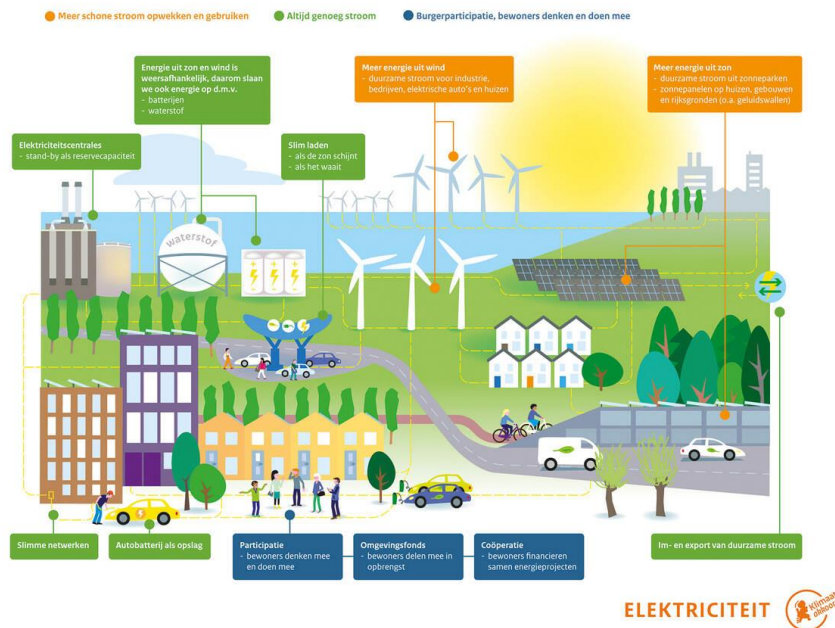 Meer schone stroom opwekken en gebruiken
Altijd genoeg stroom
Burgerparticipatie, bewoners denken en doen mee
Energie uit zon en wind is
weersafhankelijk, daarom slaan
we ook energie op d.m.v.
- batterijen
- waterstof
Meer energie uit wind
- duurzame stroom voor industrie,
bedrijven, elektrische auto's en huizen
Meer energie uit zon
- duurzame stroom uit zonneparken
- zonnepanelen op huizen, gebouwen
en rijksgronden (o.a. geluidswallen)
Elektriciteitscentrales
- stand-by als reservecapaciteit
Slim laden
- als de zon schijnt
- als het waait
waterstof
Slimme netwerken
Autobatterij als opslag
Participatie
- bewoners denken mee
en doen mee
Omgevingsfonds
- bewoners delen mee in
opbrengst
Coöperatie
- bewoners financieren
samen energieprojecten
Im- en export van duurzame stroom
ELEKTRICITEIT
Klimaat
akkoord